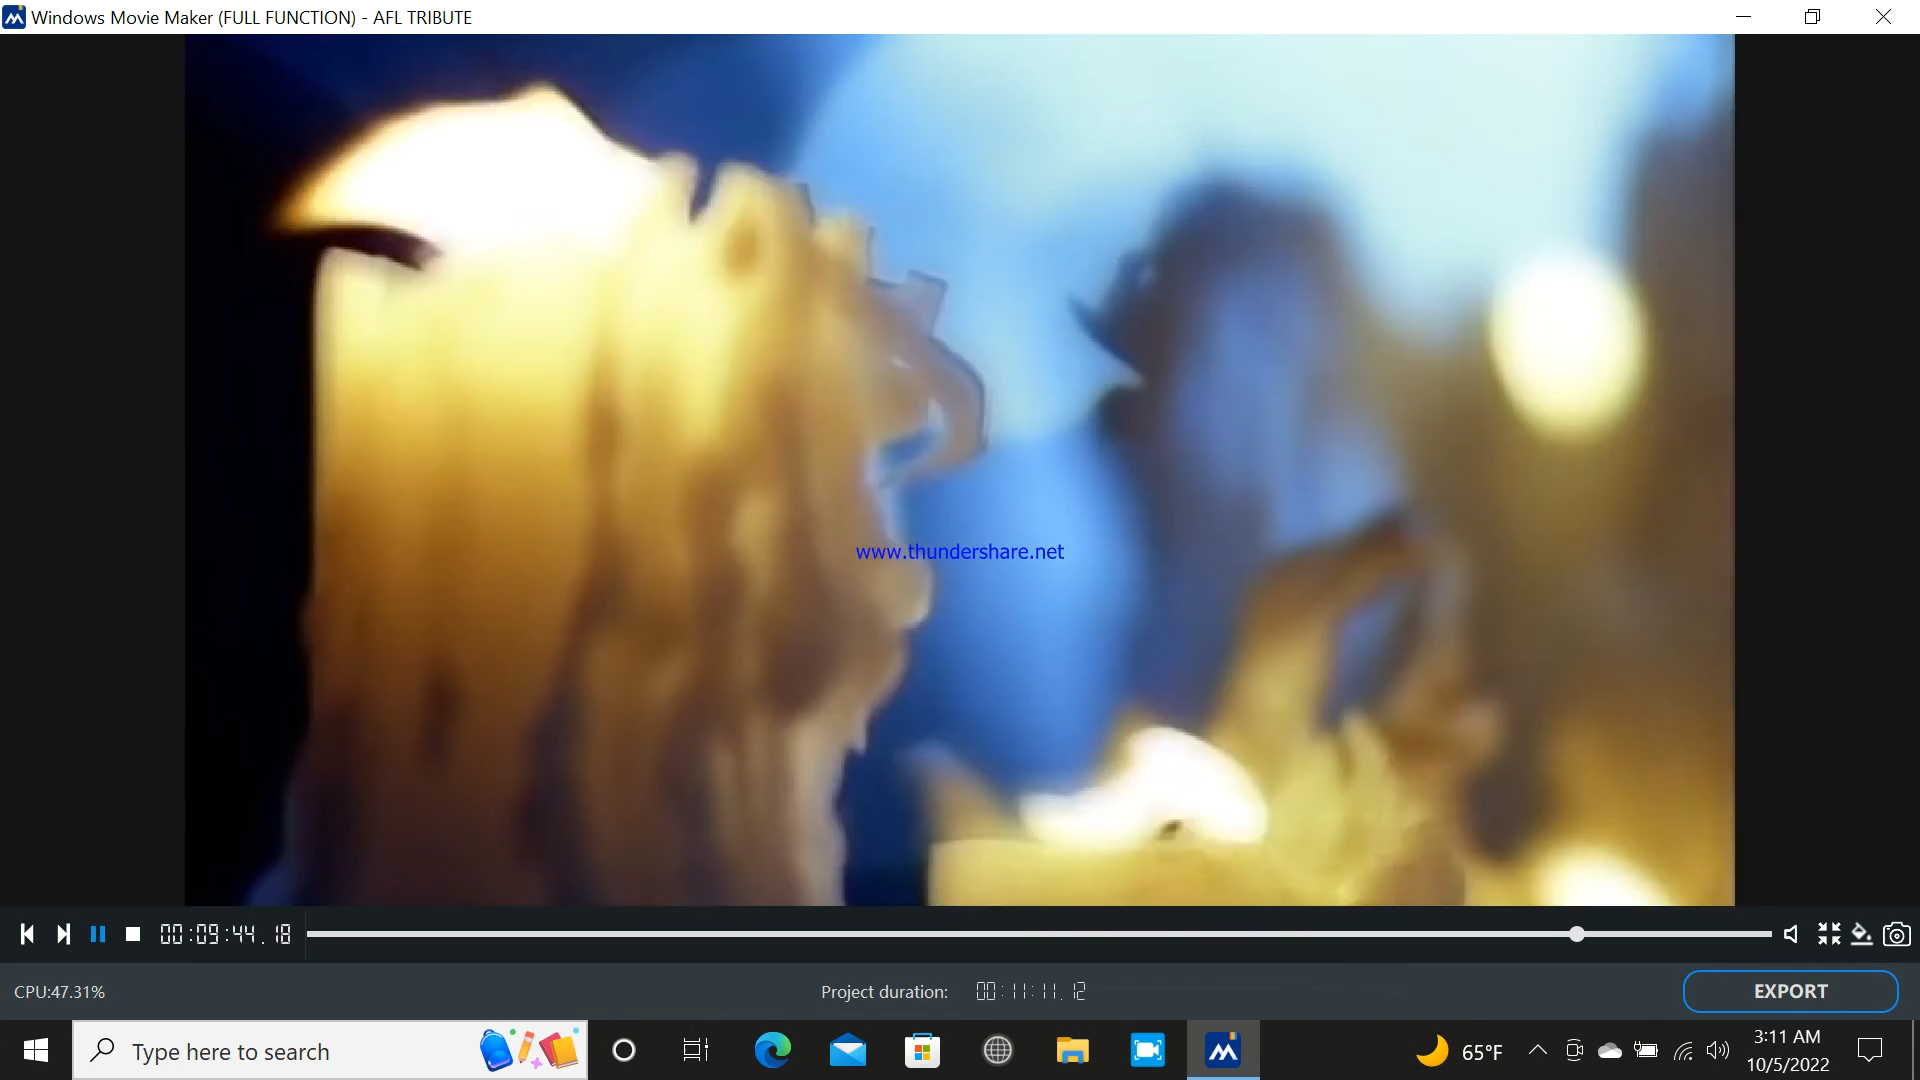 Windows Movie Maker (FULL FUNCTION) - AFL TRIBUTE
www.thundershare.net
00:09:44.18
CPU:47.31%
Project duration: 00:11:11.12
EXPORT
Type here to search
65°F
3:11 AM
10/5/2022